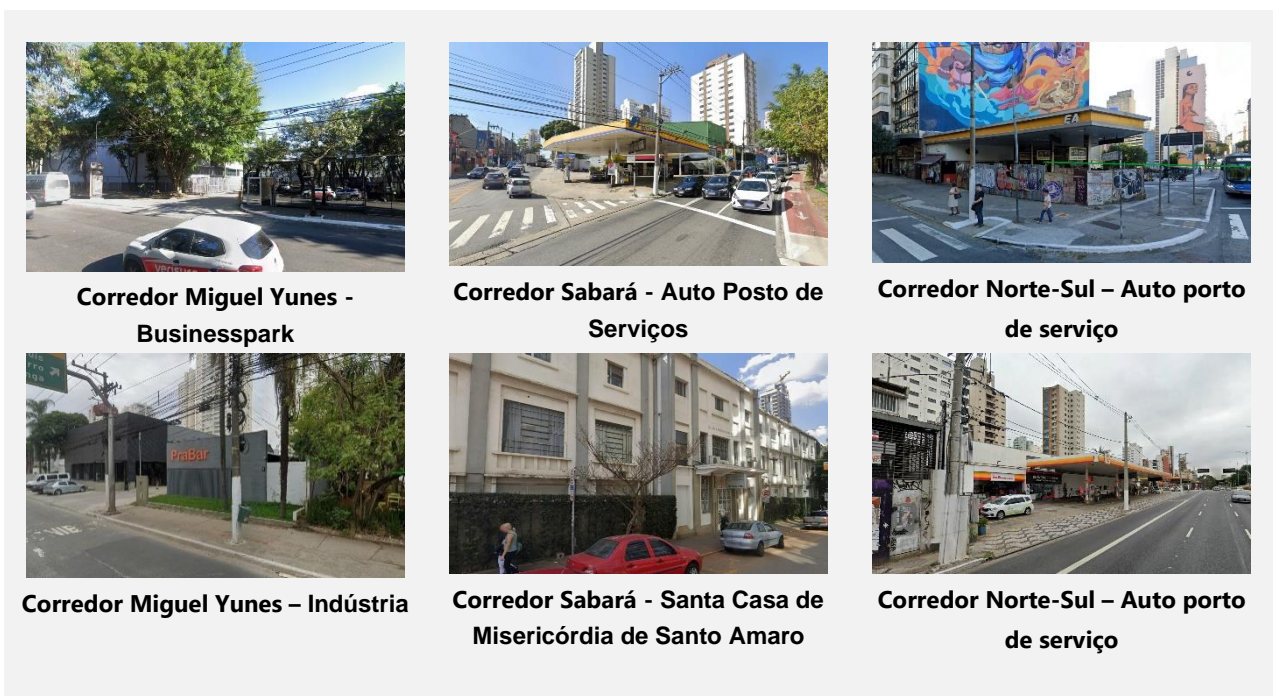 EA
VERISURE
Corredor Miguel Yunes -
Businesspark
Corredor Sabará - Auto Posto de
Serviços
Corredor Norte-Sul – Auto porto
de serviço
PraBar
Corredor Miguel Yunes – Indústria
Corredor Sabará - Santa Casa de
Misericórdia de Santo Amaro
Corredor Norte-Sul – Auto porto
de serviço